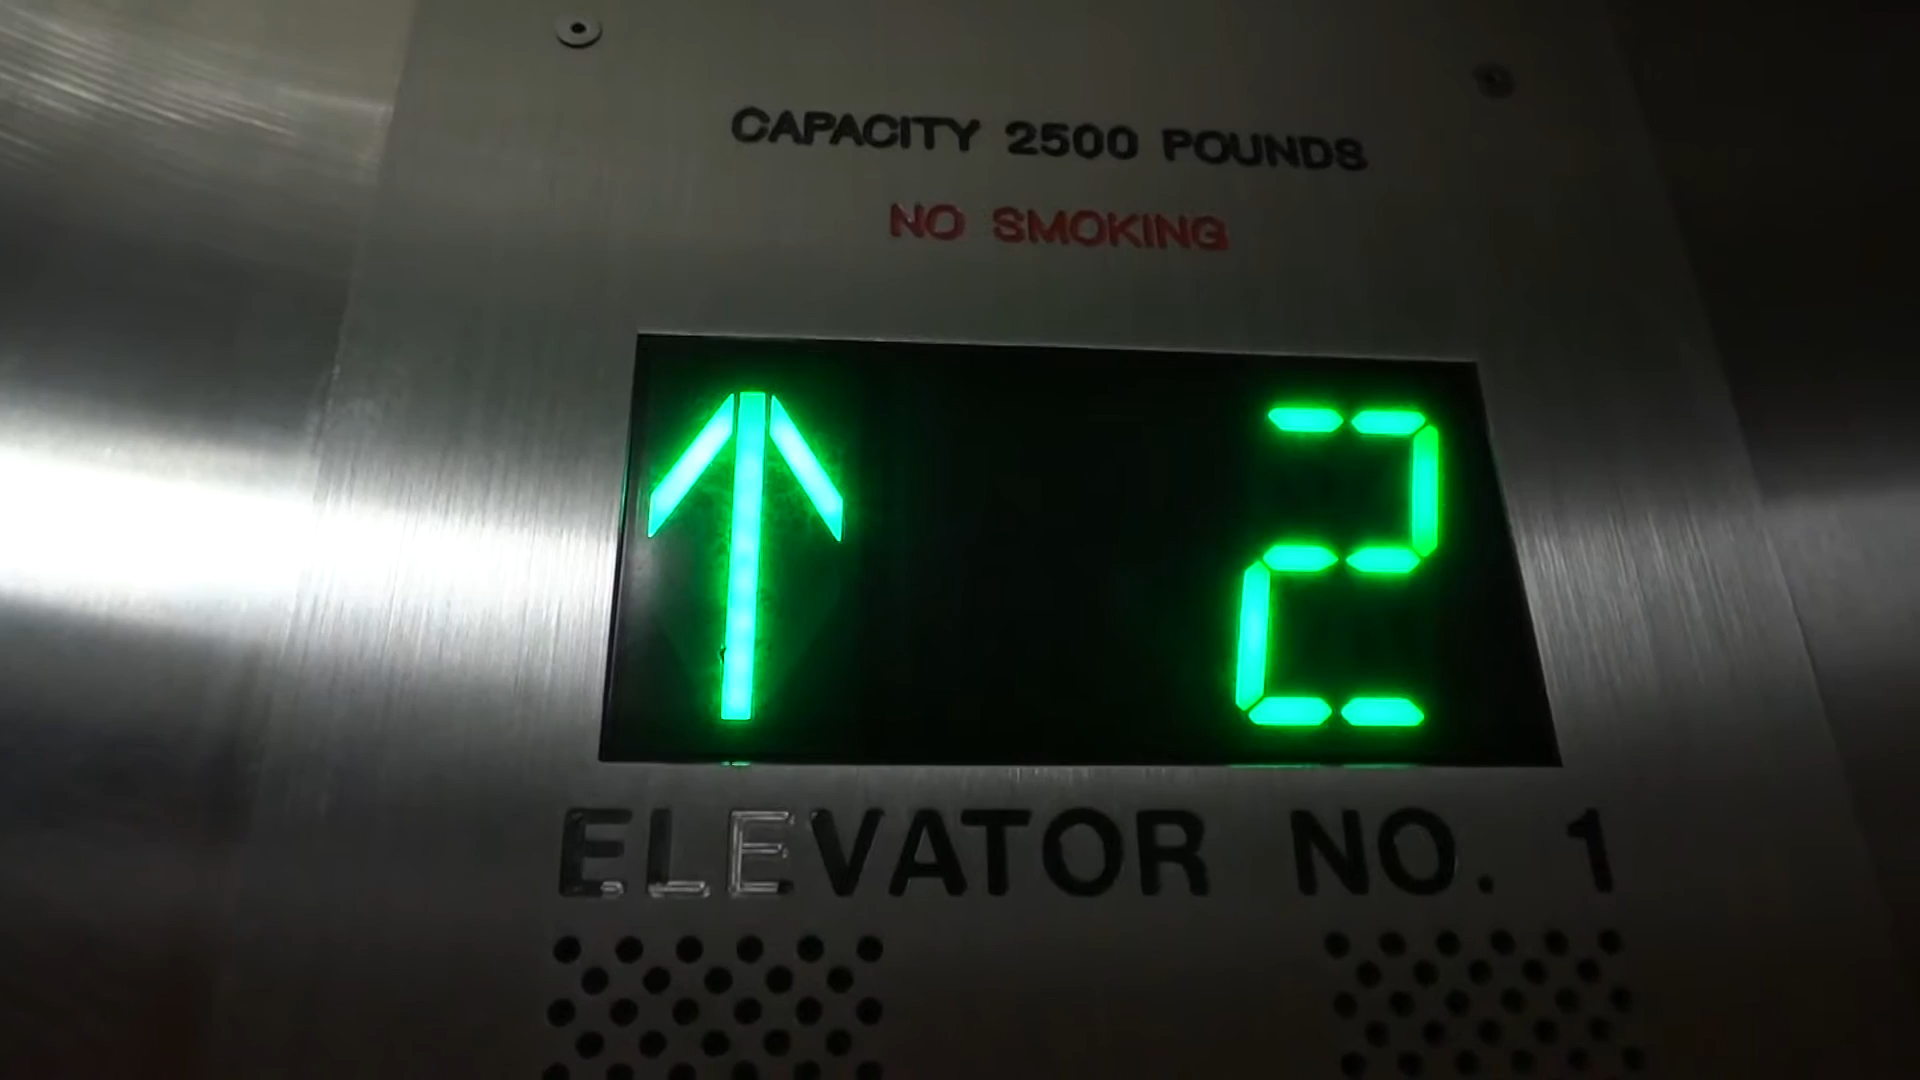 CAPACITY 2500 POUNDS
NO SMOKING
↑ 2
ELEVATOR NO. 1